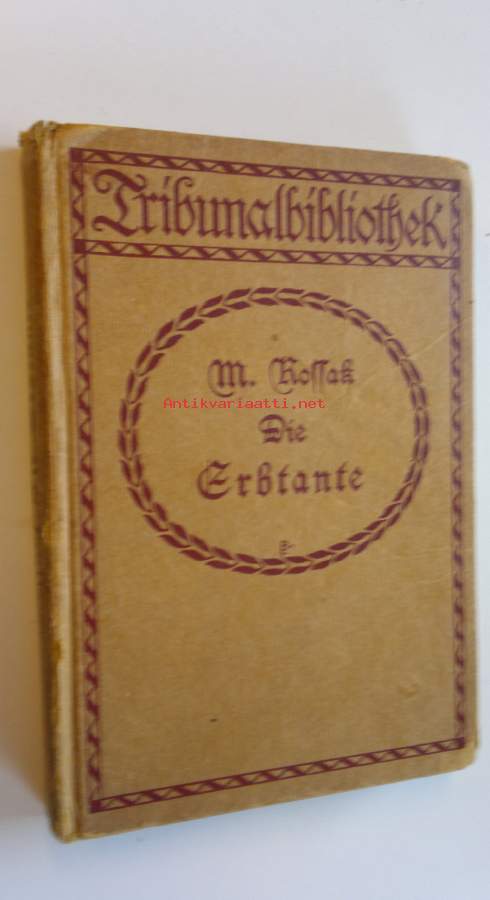 Tribunalbibliothek
M. Kossak
Antikvariaatti.net
Die
Erbtante